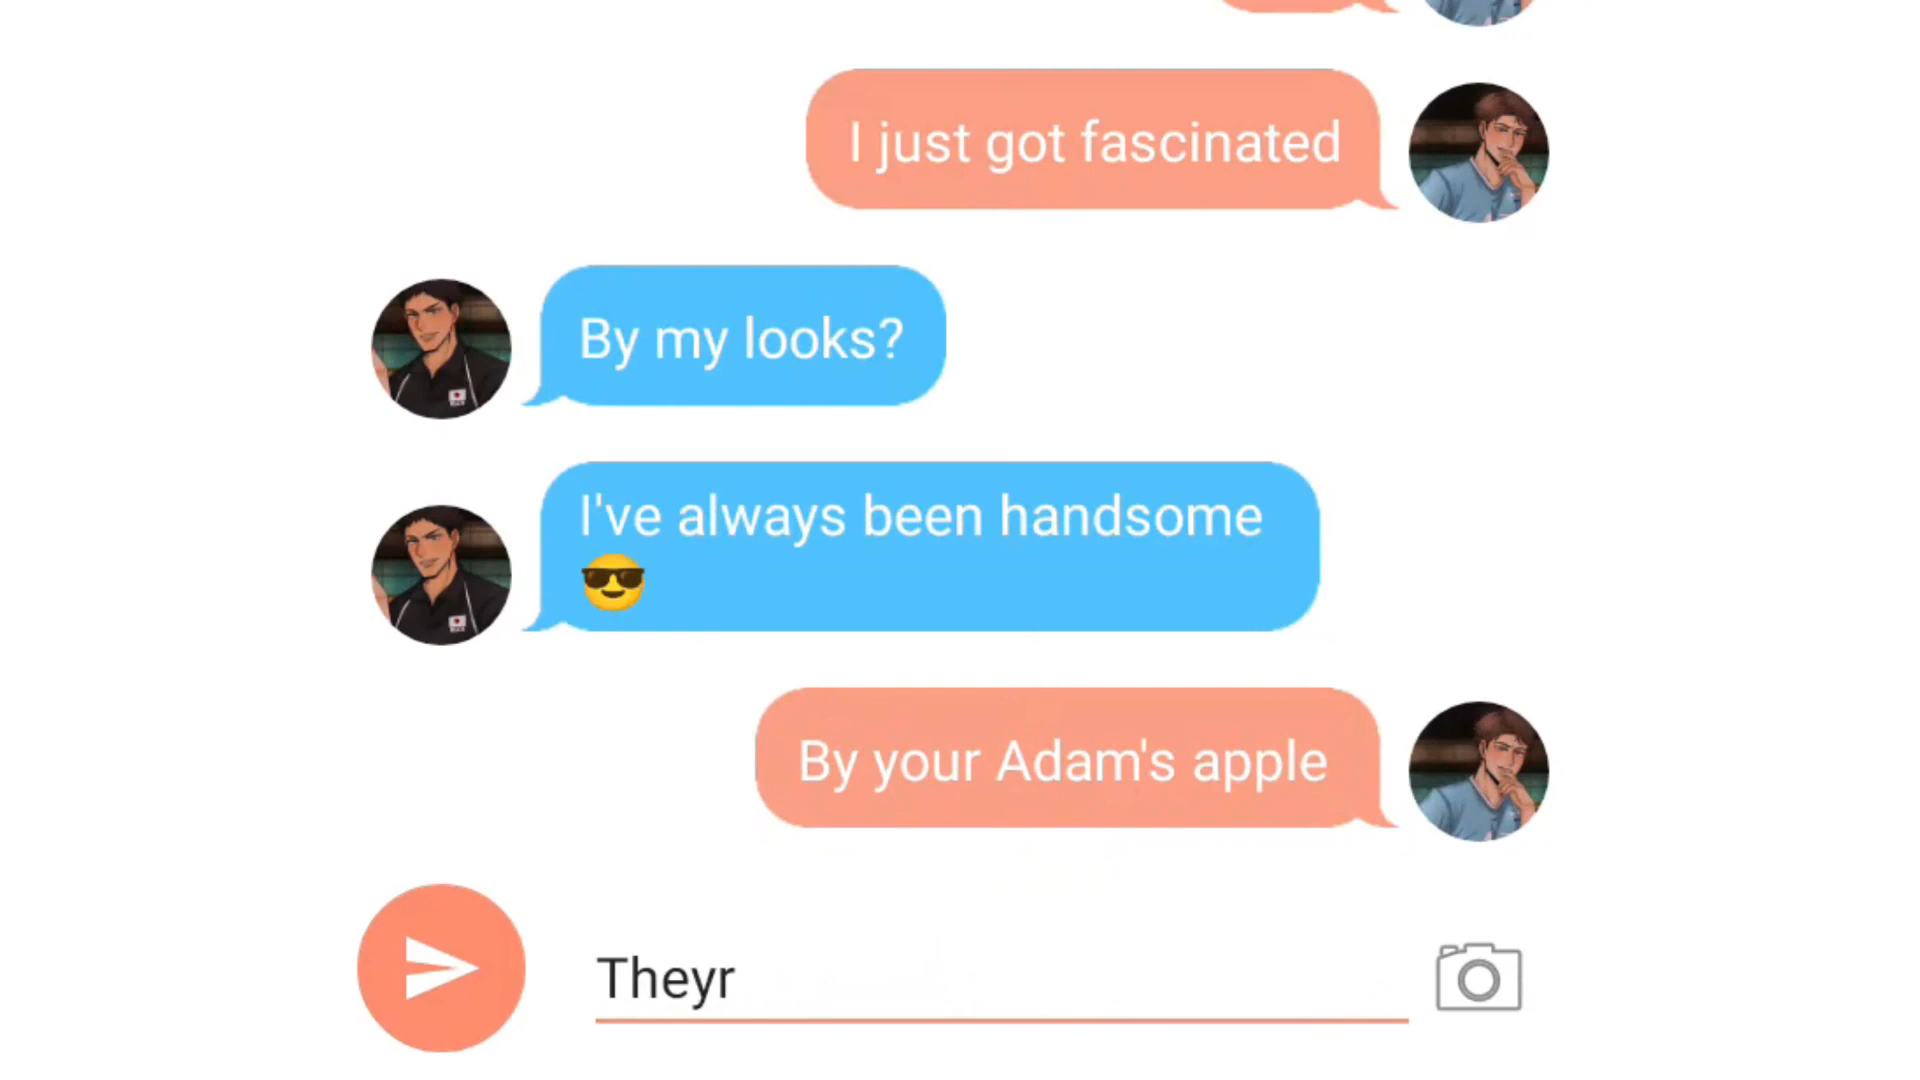 I just got fascinated
By my looks?
I've always been handsome
😎
By your Adam's apple
Theyr